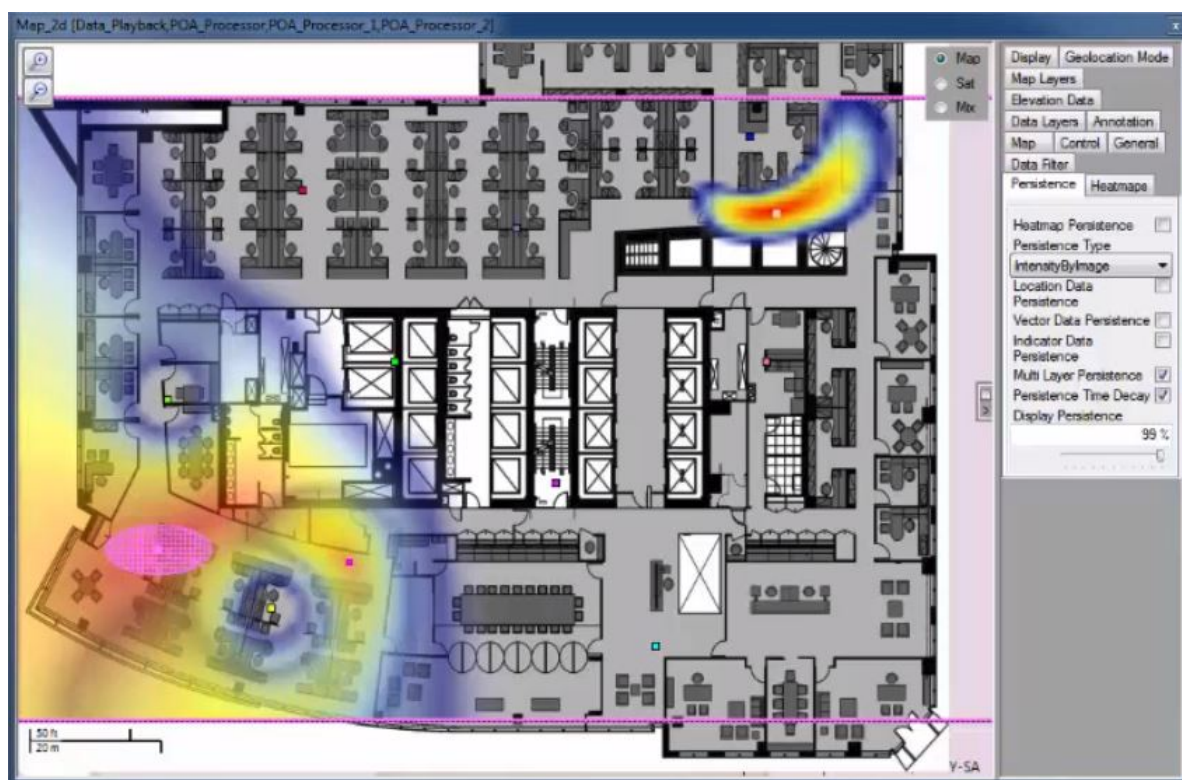 Map_2d [Data_Playback,POA_Processor,POA_Processor_1,POA_Processor_2]
Map
Sat
Mix
Display Geolocation Mode
Map Layers
Elevation Data
Data Layers Annotation
Map Control General
Data Filter
Persistence Heatmaps
Heatmap Persistence
Persistence Type
IntensityByImage
Location Data
Persistence
Vector Data Persistence
Indicator Data
Persistence
Multi Layer Persistence
Persistence Time Decay
Display Persistence
99 %
50 ft
20 m
Y-SA